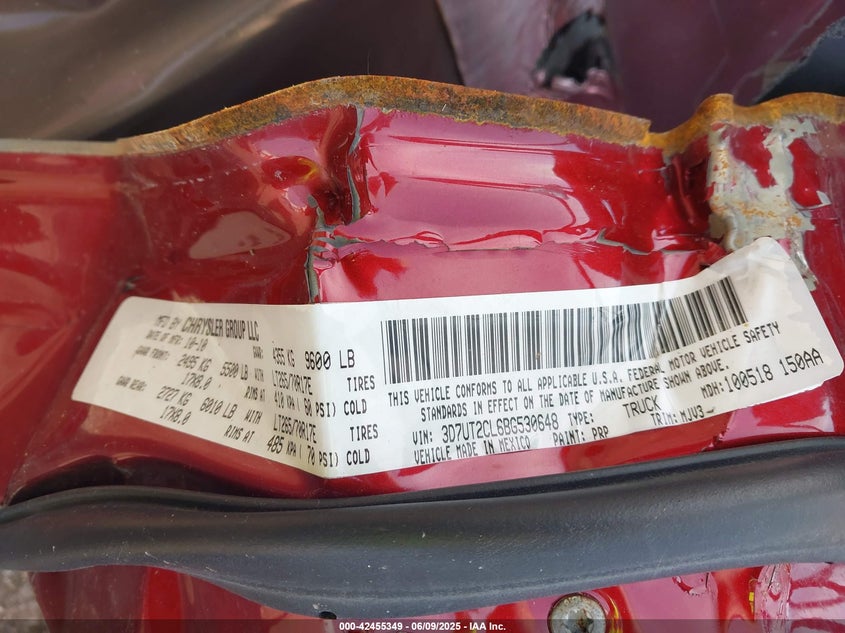 MFD BY CHRYSLER GROUP LLC
DATE OF MFR: 10-10 GVWR: 4355 KG 9600 LB
GAWR FRONT: 2495 KG 5500 LB WITH LT265/70R17E TIRES
17X8.0 RIMS AT 410 KPA ( 60 PSI) COLD
GAWR REAR: 2727 KG 6010 LB WITH LT265/70R17E TIRES
17X8.0 RIMS AT 485 KPA ( 70 PSI) COLD
THIS VEHICLE CONFORMS TO ALL APPLICABLE U.S.A. FEDERAL MOTOR VEHICLE SAFETY
STANDARDS IN EFFECT ON THE DATE OF MANUFACTURE SHOWN ABOVE.
MDH: 100518 150AA
VIN: 3D7UT2CL6BG530648 TYPE: TRUCK
VEHICLE MADE IN MEXICO PAINT: PRP TRIM: MJV3
000-42455349 | 06/09/2025 | IAA Inc.